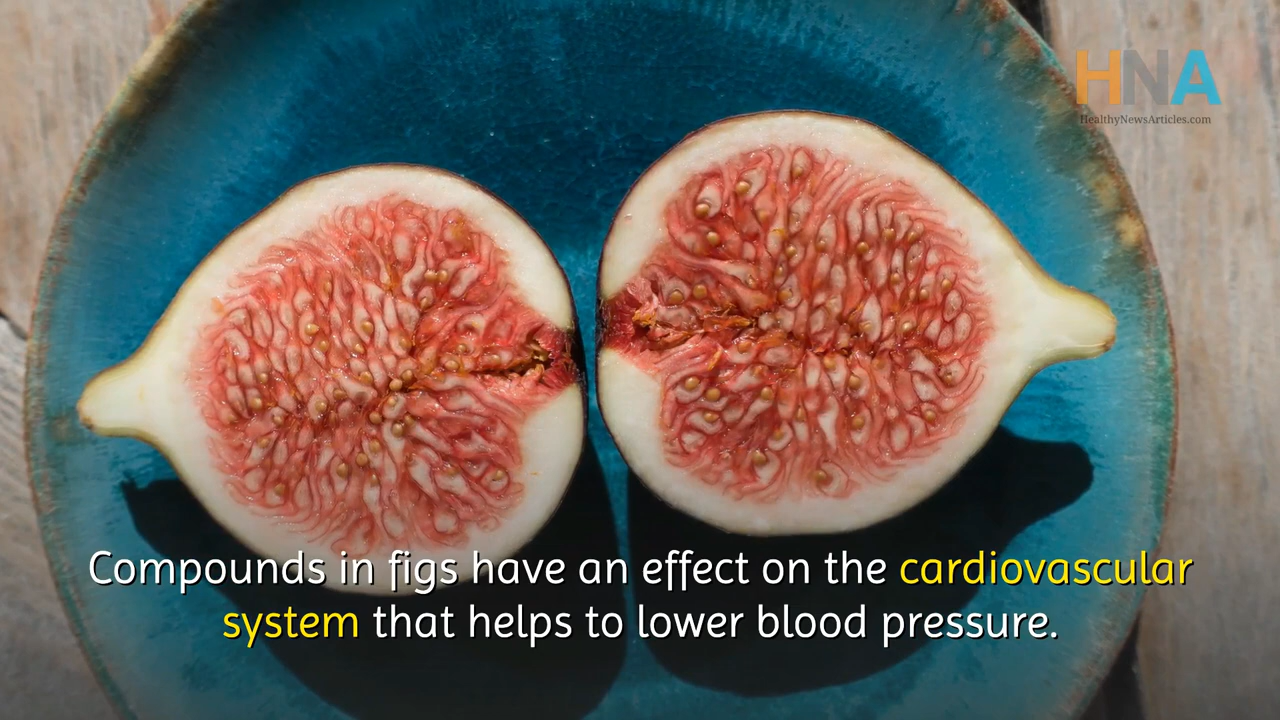 HNA
HealthyNewsArticles.com
Compounds in figs have an effect on the cardiovascular
system that helps to lower blood pressure.